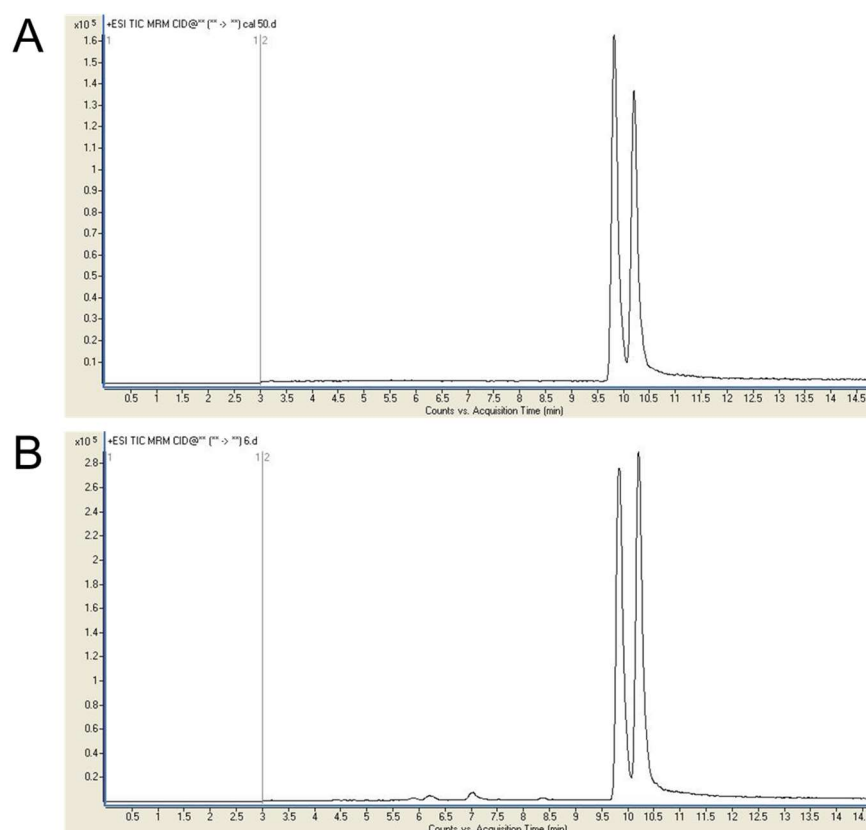 A
x10 5
+ESI TIC MRM CID@** (** -> **) cal 50.d
1 1 2
1.6
1.5
1.4
1.3
1.2
1.1
1
0.9
0.8
0.7
0.6
0.5
0.4
0.3
0.2
0.1
0.5 1 1.5 2 2.5 3 3.5 4 4.5 5 5.5 6 6.5 7 7.5 8 8.5 9 9.5 10 10.5 11 11.5 12 12.5 13 13.5 14 14.5
Counts vs. Acquisition Time (min)
B
x10 5
+ESI TIC MRM CID@** (** -> **) 6.d
1 1 2
2.8
2.6
2.4
2.2
2
1.8
1.6
1.4
1.2
1
0.8
0.6
0.4
0.2
0.5 1 1.5 2 2.5 3 3.5 4 4.5 5 5.5 6 6.5 7 7.5 8 8.5 9 9.5 10 10.5 11 11.5 12 12.5 13 13.5 14 14.5
Counts vs. Acquisition Time (min)